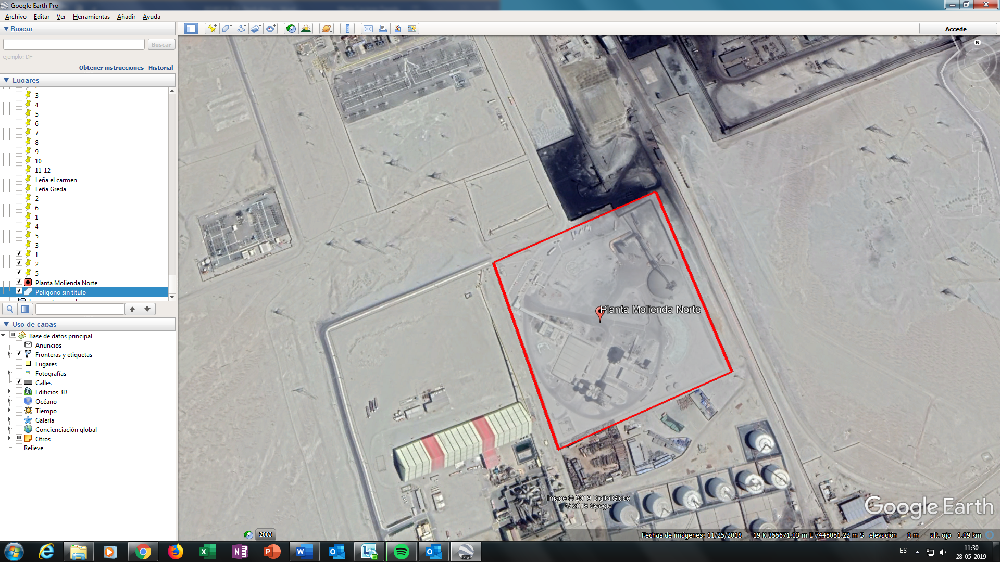 Google Earth Pro
Archivo Editar Ver Herramientas Añadir Ayuda
Buscar
Buscar
ejemplo: DF
Obtener instrucciones Historial
Lugares
3
4
5
6
7
8
9
10
11-12
Leña el carmen
Leña Greda
2
6
1
4
5
3
1
2
5
Planta Molienda Norte
Polígono sin título
Uso de capas
Base de datos principal
Anuncios
Fronteras y etiquetas
Lugares
Fotografías
Calles
Edificios 3D
Océano
Tiempo
Galería
Concienciación global
Otros
Relieve
Accede
N
Planta Molienda Norte
Image © 2019 DigitalGlobe
© 2018 Google
Google Earth
2003
Fechas de imágenes: 11/25/2018 19 K 355671.03 m E 7445051.22 m S elevación 0 m alt. ojo 1.09 km
Pro
ES
11:30
28-05-2019